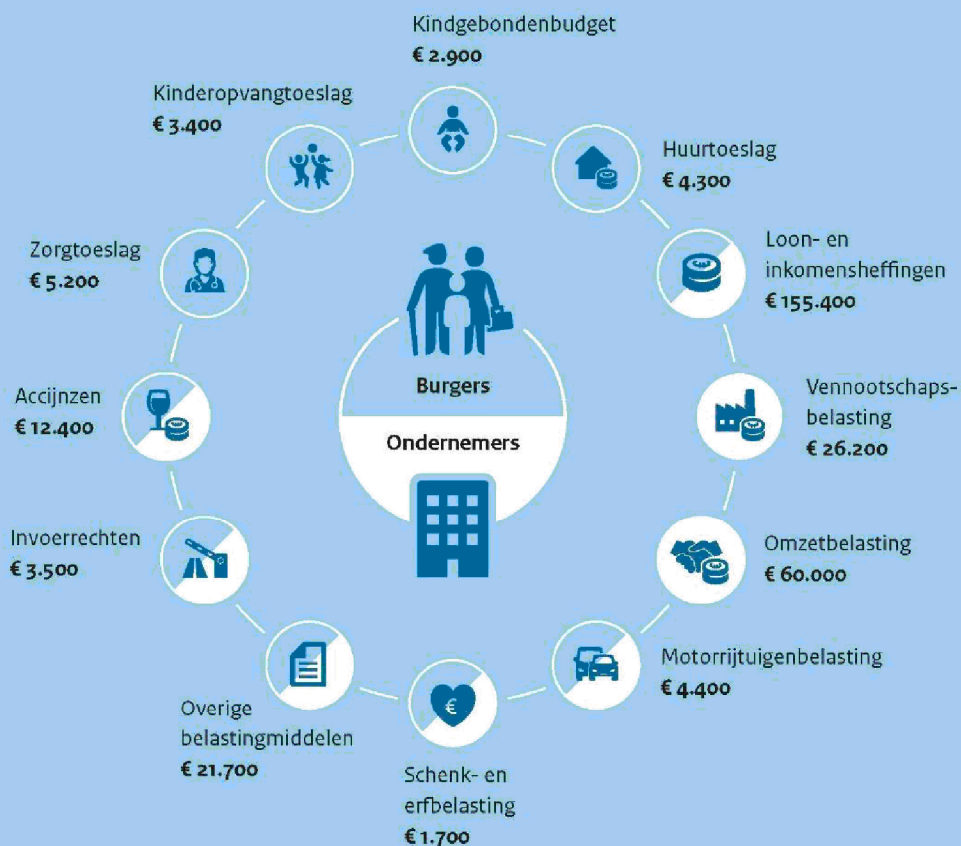 Kindgebondenbudget
€ 2.900
Kinderopvangtoeslag
€ 3.400
Huurtoeslag
€ 4.300
Zorgtoeslag
€ 5.200
Loon- en
inkomensheffingen
€ 155.400
Burgers
Ondernemers
Accijnzen
€ 12.400
Vennootschaps-
belasting
€ 26.200
Invoerrechten
€ 3.500
Omzetbelasting
€ 60.000
Motorrijtuigenbelasting
€ 4.400
Overige
belastingmiddelen
€ 21.700
€
Schenk- en
erfbelasting
€ 1.700